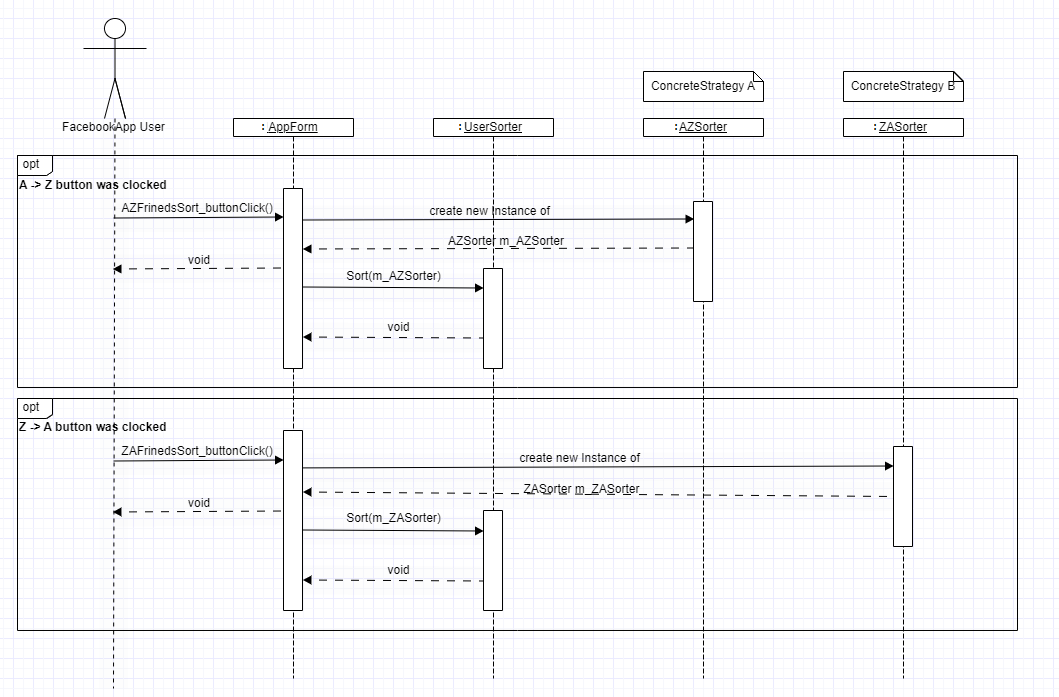 ConcreteStrategy A
ConcreteStrategy B
FacebookApp User
: AppForm
:UserSorter
: AZSorter
: ZASorter
opt
A -> Z button was clocked
AZFrinedsSort_buttonClick()
create new Instance of
AZSorter m_AZSorter
void
Sort(m_AZSorter)
void
opt
Z -> A button was clocked
ZAFrinedsSort_buttonClick()
create new Instance of
ZASorter m_ZASorter
void
Sort(m_ZASorter)
void